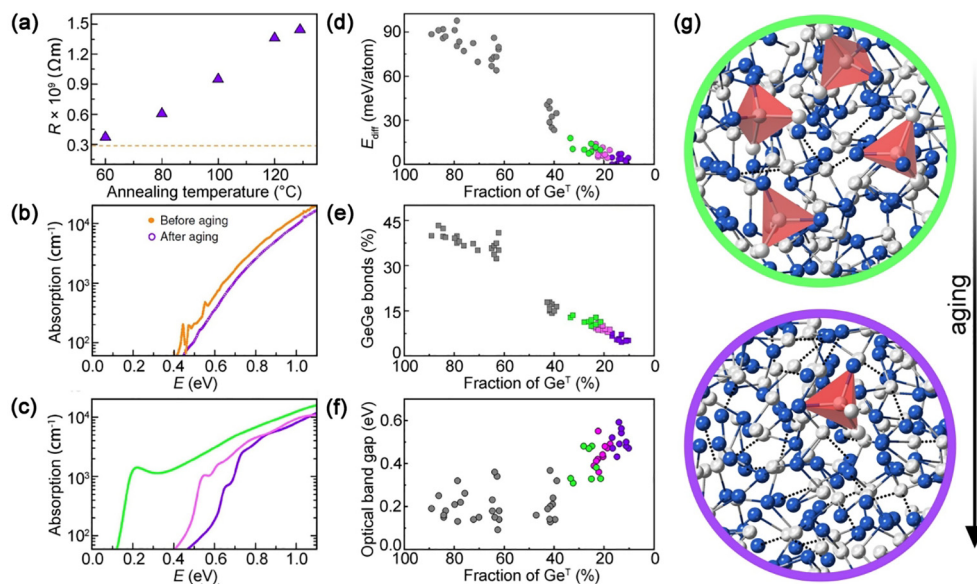 (a)
R × 10⁹ (Ωm)
1.5
1.2
0.9
0.6
0.3
60 80 100 120
Annealing temperature (°C)
(b)
Absorption (cm⁻¹)
10⁴
10³
10²
Before aging
After aging
0.0 0.2 0.4 0.6 0.8 1.0
E (eV)
(c)
Absorption (cm⁻¹)
10⁴
10³
10²
0.0 0.2 0.4 0.6 0.8 1.0
E (eV)
(d)
E_diff (meV/atom)
90
60
30
0
100 80 60 40 20 0
Fraction of Geᵀ (%)
(e)
GeGe bonds (%)
45
30
15
0
100 80 60 40 20 0
Fraction of Geᵀ (%)
(f)
Optical band gap (eV)
0.6
0.4
0.2
0.0
100 80 60 40 20 0
Fraction of Geᵀ (%)
(g)
aging